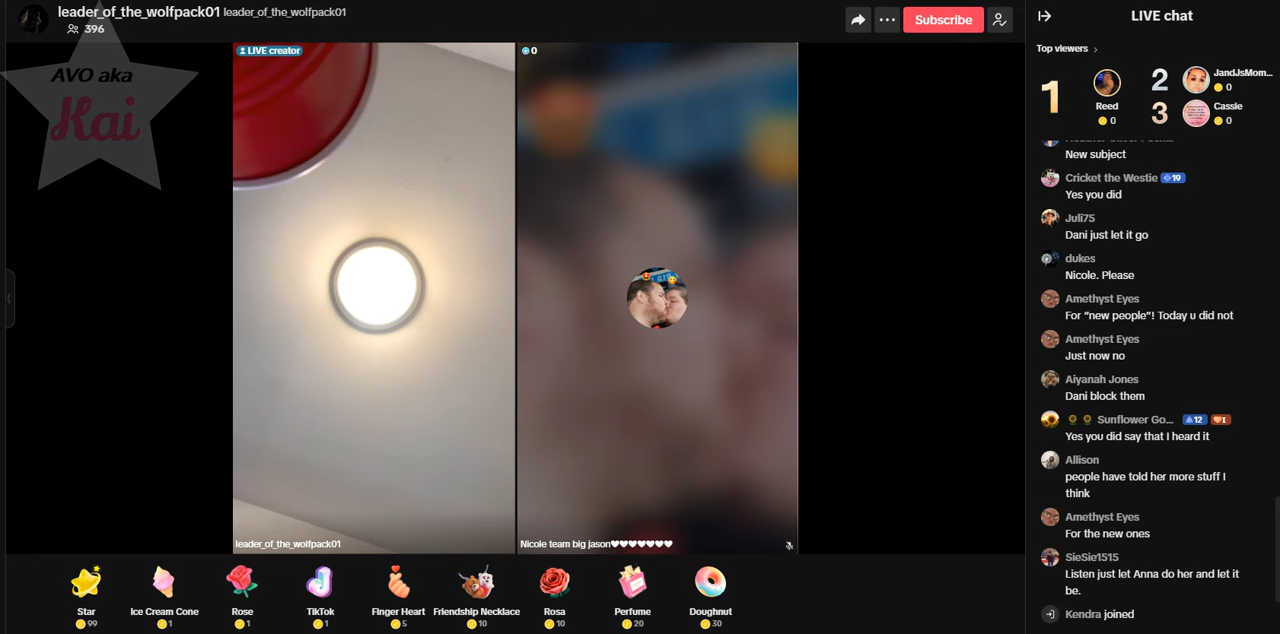 leader_of_the_wolfpack01 leader_of_the_wolfpack01
396
AVO aka
Kai
Subscribe
LIVE creator
0
leader_of_the_wolfpack01
Nicole team big jason♥♥♥♥♥♥♥
Star
99
Ice Cream Cone
1
Rose
1
TikTok
1
Finger Heart
5
Friendship Necklace
10
Rosa
10
Perfume
20
Doughnut
30
LIVE chat
Top viewers
1
Reed
0
2
JandJsMom...
0
3
Cassie
0
New subject
Cricket the Westie 19
Yes you did
Juli75
Dani just let it go
dukes
Nicole. Please
Amethyst Eyes
For “new people”! Today u did not
Amethyst Eyes
Just now no
Aiyanah Jones
Dani block them
🌻 🌻 Sunflower Go... 12 I
Yes you did say that I heard it
Allison
people have told her more stuff I
think
Amethyst Eyes
For the new ones
SieSie1515
Listen just let Anna do her and let it
be.
Kendra joined